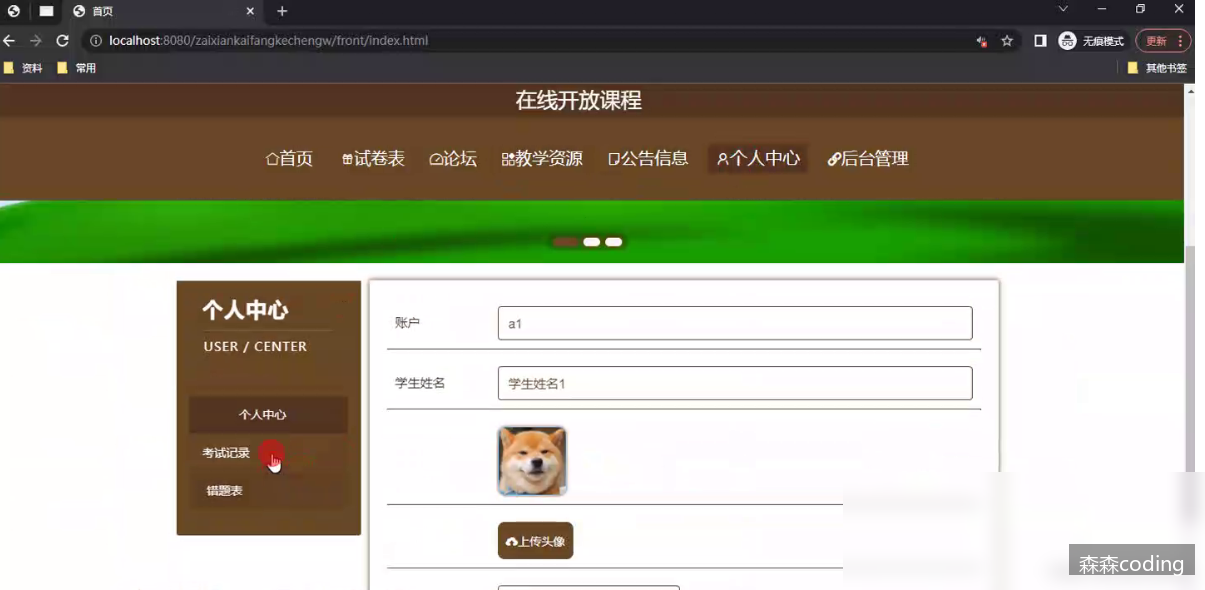 首页
localhost:8080/zaixiankaifangkechengw/front/index.html
无痕模式
更新
资料
常用
其他书签
在线开放课程
首页 试卷表 论坛 教学资源 公告信息 个人中心 后台管理
个人中心
USER / CENTER
个人中心
考试记录
错题表
账户
a1
学生姓名
学生姓名1
上传头像
森森coding